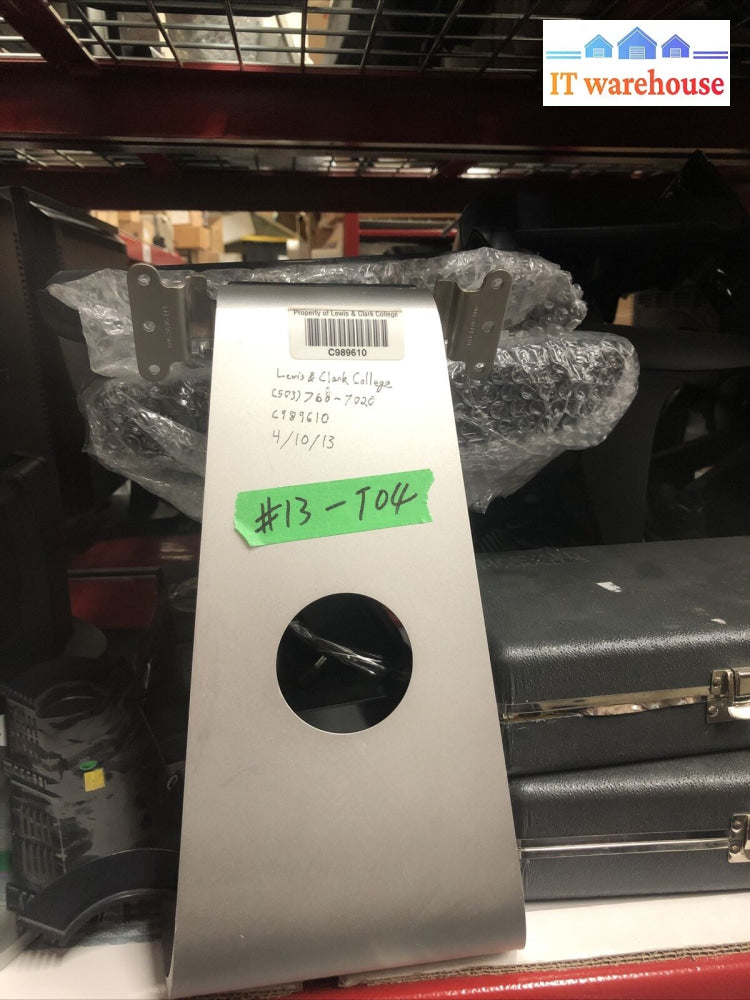 IT warehouse
Property of Lewis & Clark College
C989610
Lewis & Clark College
(503) 768-7020
C989610
4/10/13
#13-T04